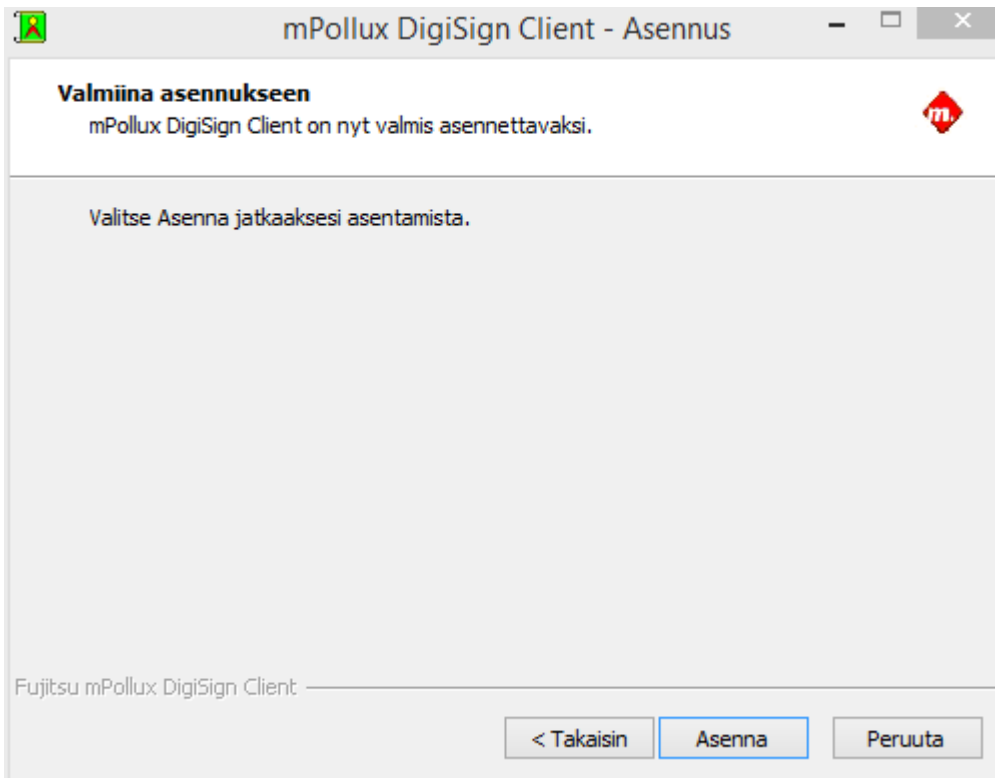 mPollux DigiSign Client - Asennus
Valmiina asennukseen
mPollux DigiSign Client on nyt valmis asennettavaksi.
m.
Valitse Asenna jatkaaksesi asentamista.
Fujitsu mPollux DigiSign Client
< Takaisin
Asenna
Peruuta